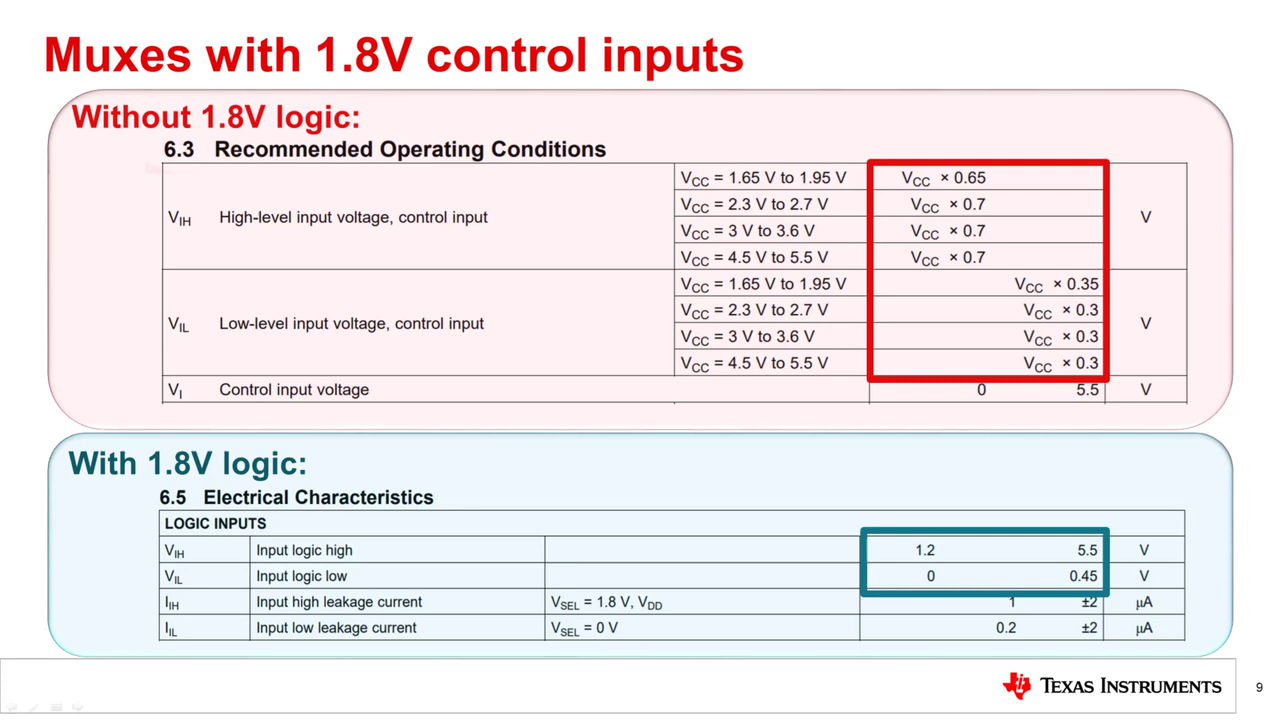 Muxes with 1.8V control inputs
Without 1.8V logic:
6.3 Recommended Operating Conditions
VIH High-level input voltage, control input VCC = 1.65 V to 1.95 V VCC × 0.65 V
VCC = 2.3 V to 2.7 V VCC × 0.7
VCC = 3 V to 3.6 V VCC × 0.7
VCC = 4.5 V to 5.5 V VCC × 0.7
VIL Low-level input voltage, control input VCC = 1.65 V to 1.95 V VCC × 0.35 V
VCC = 2.3 V to 2.7 V VCC × 0.3
VCC = 3 V to 3.6 V VCC × 0.3
VCC = 4.5 V to 5.5 V VCC × 0.3
VI Control input voltage 0 5.5 V
With 1.8V logic:
6.5 Electrical Characteristics
LOGIC INPUTS
VIH Input logic high 1.2 5.5 V
VIL Input logic low 0 0.45 V
IIH Input high leakage current VSEL = 1.8 V, VDD 1 ±2 μA
IIL Input low leakage current VSEL = 0 V 0.2 ±2 μA
TEXAS INSTRUMENTS
9